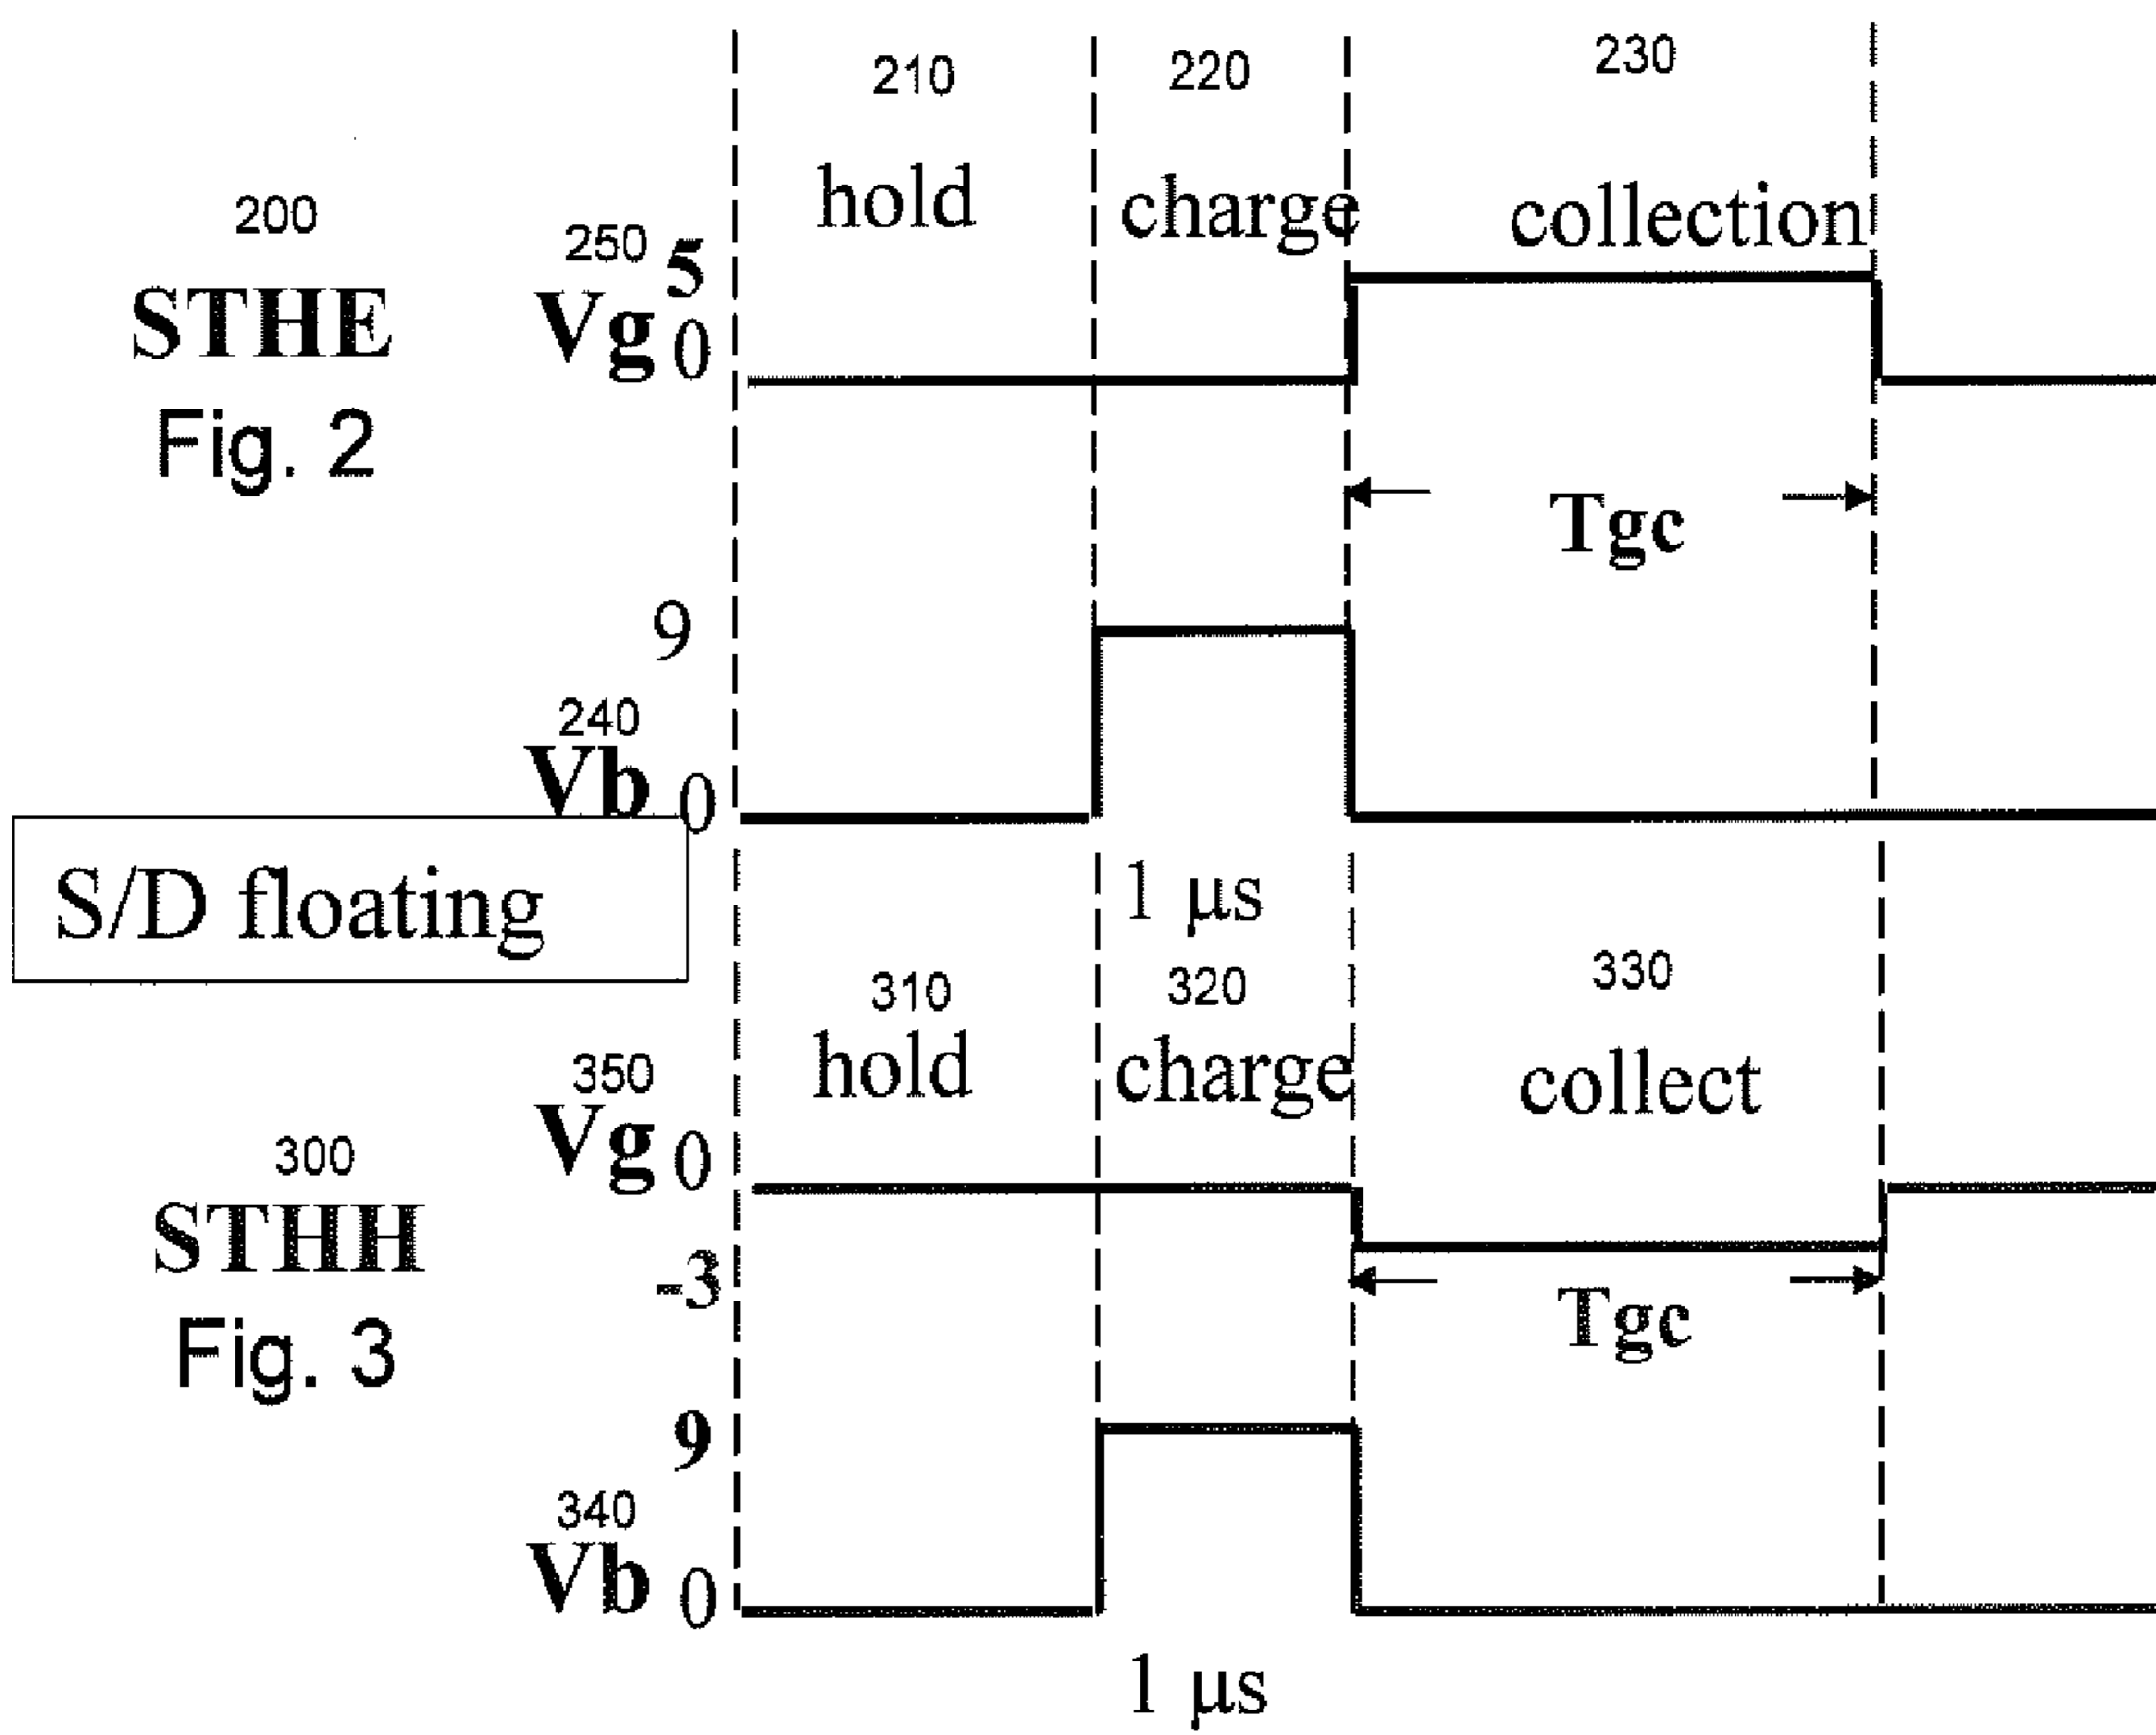 210 220 230
hold charge collection
200
STHE
Fig. 2
250
Vg 5
0
Tgc
9
240
Vb 0
S/D floating
1 µs
310 320 330
hold charge collect
350
Vg 0
300
STHH
-3
Fig. 3
Tgc
9
340
Vb 0
1 µs